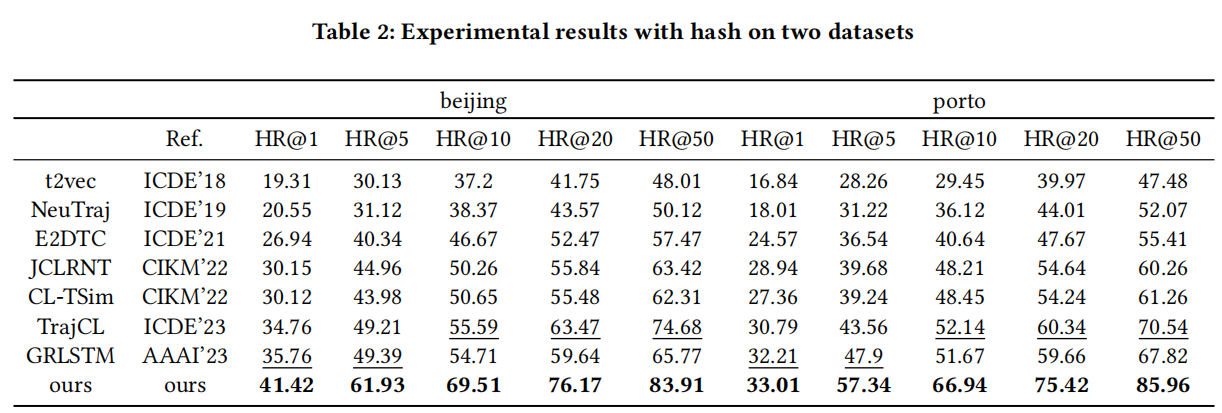 Table 2: Experimental results with hash on two datasets
beijing porto
Ref. HR@1 HR@5 HR@10 HR@20 HR@50 HR@1 HR@5 HR@10 HR@20 HR@50
t2vec ICDE’18 19.31 30.13 37.2 41.75 48.01 16.84 28.26 29.45 39.97 47.48
NeuTraj ICDE’19 20.55 31.12 38.37 43.57 50.12 18.01 31.22 36.12 44.01 52.07
E2DTC ICDE’21 26.94 40.34 46.67 52.47 57.47 24.57 36.54 40.64 47.67 55.41
JCLRNT CIKM’22 30.15 44.96 50.26 55.84 63.42 28.94 39.68 48.21 54.64 60.26
CL-TSim CIKM’22 30.12 43.98 50.65 55.48 62.31 27.36 39.24 48.45 54.24 61.26
TrajCL ICDE’23 34.76 49.21 55.59 63.47 74.68 30.79 43.56 52.14 60.34 70.54
GRLSTM AAAI’23 35.76 49.39 54.71 59.64 65.77 32.21 47.9 51.67 59.66 67.82
ours ours 41.42 61.93 69.51 76.17 83.91 33.01 57.34 66.94 75.42 85.96